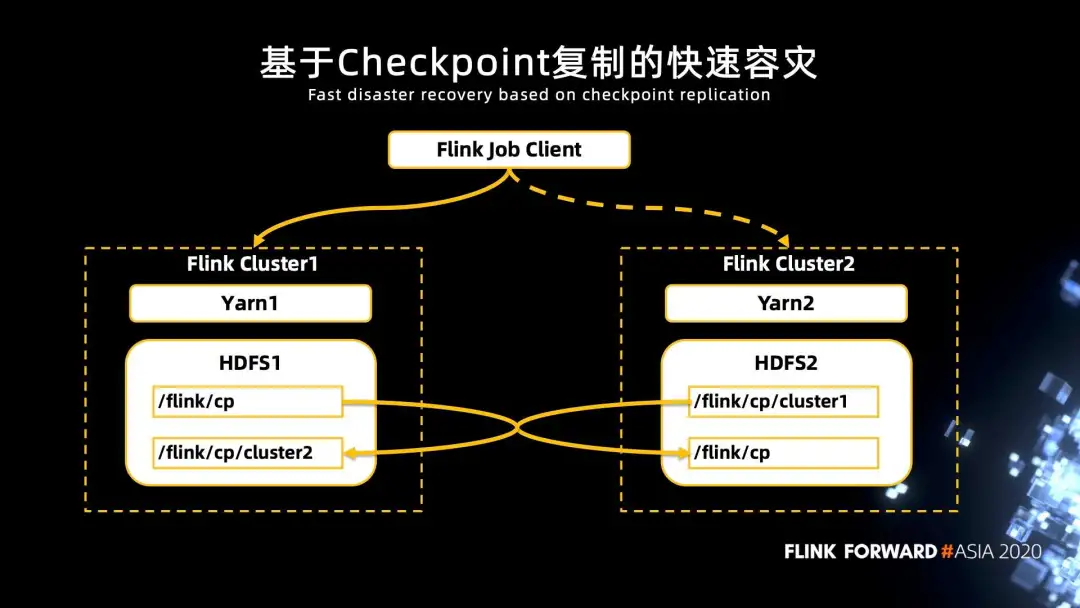 基于Checkpoint复制的快速容灾
Fast disaster recovery based on checkpoint replication
Flink Job Client
Flink Cluster1
Yarn1
HDFS1
/flink/cp
/flink/cp/cluster2
Flink Cluster2
Yarn2
HDFS2
/flink/cp/cluster1
/flink/cp
FLINK FORWARD #ASIA 2020